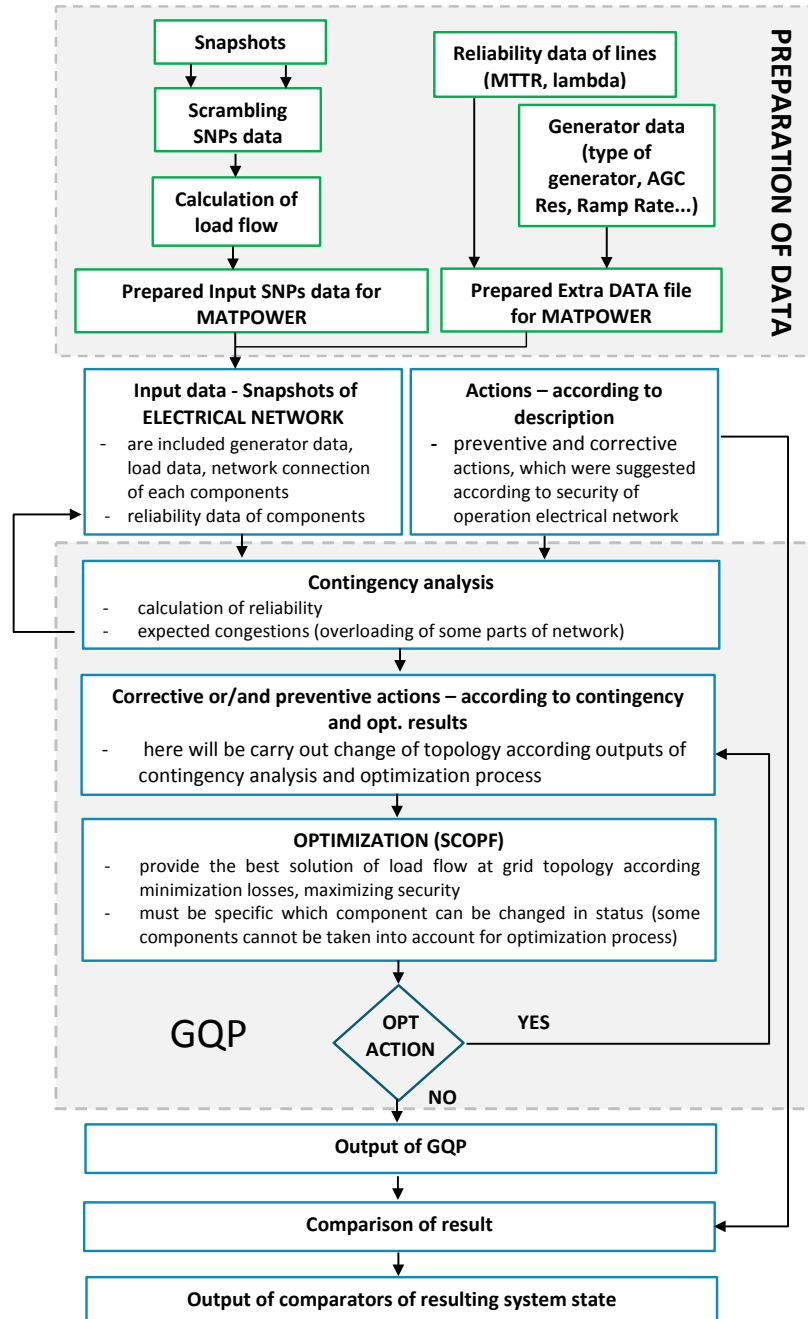 Snapshots
Scrambling
SNPs data
Calculation of
load flow
Prepared Input SNPs data for
MATPOWER
Reliability data of lines
(MTTR, lambda)
Generator data
(type of
generator, AGC
Res, Ramp Rate...)
Prepared Extra DATA file
for MATPOWER
PREPARATION OF DATA
Input data - Snapshots of
ELECTRICAL NETWORK
- are included generator data,
load data, network connection
of each components
- reliability data of components
Actions – according to
description
- preventive and corrective
actions, which were suggested
according to security of
operation electrical network
Contingency analysis
- calculation of reliability
- expected congestions (overloading of some parts of network)
Corrective or/and preventive actions – according to contingency
and opt. results
- here will be carry out change of topology according outputs of
contingency analysis and optimization process
OPTIMIZATION (SCOPF)
- provide the best solution of load flow at grid topology according
minimization losses, maximizing security
- must be specific which component can be changed in status (some
components cannot be taken into account for optimization process)
GQP
OPT
ACTION
YES
NO
Output of GQP
Comparison of result
Output of comparators of resulting system state